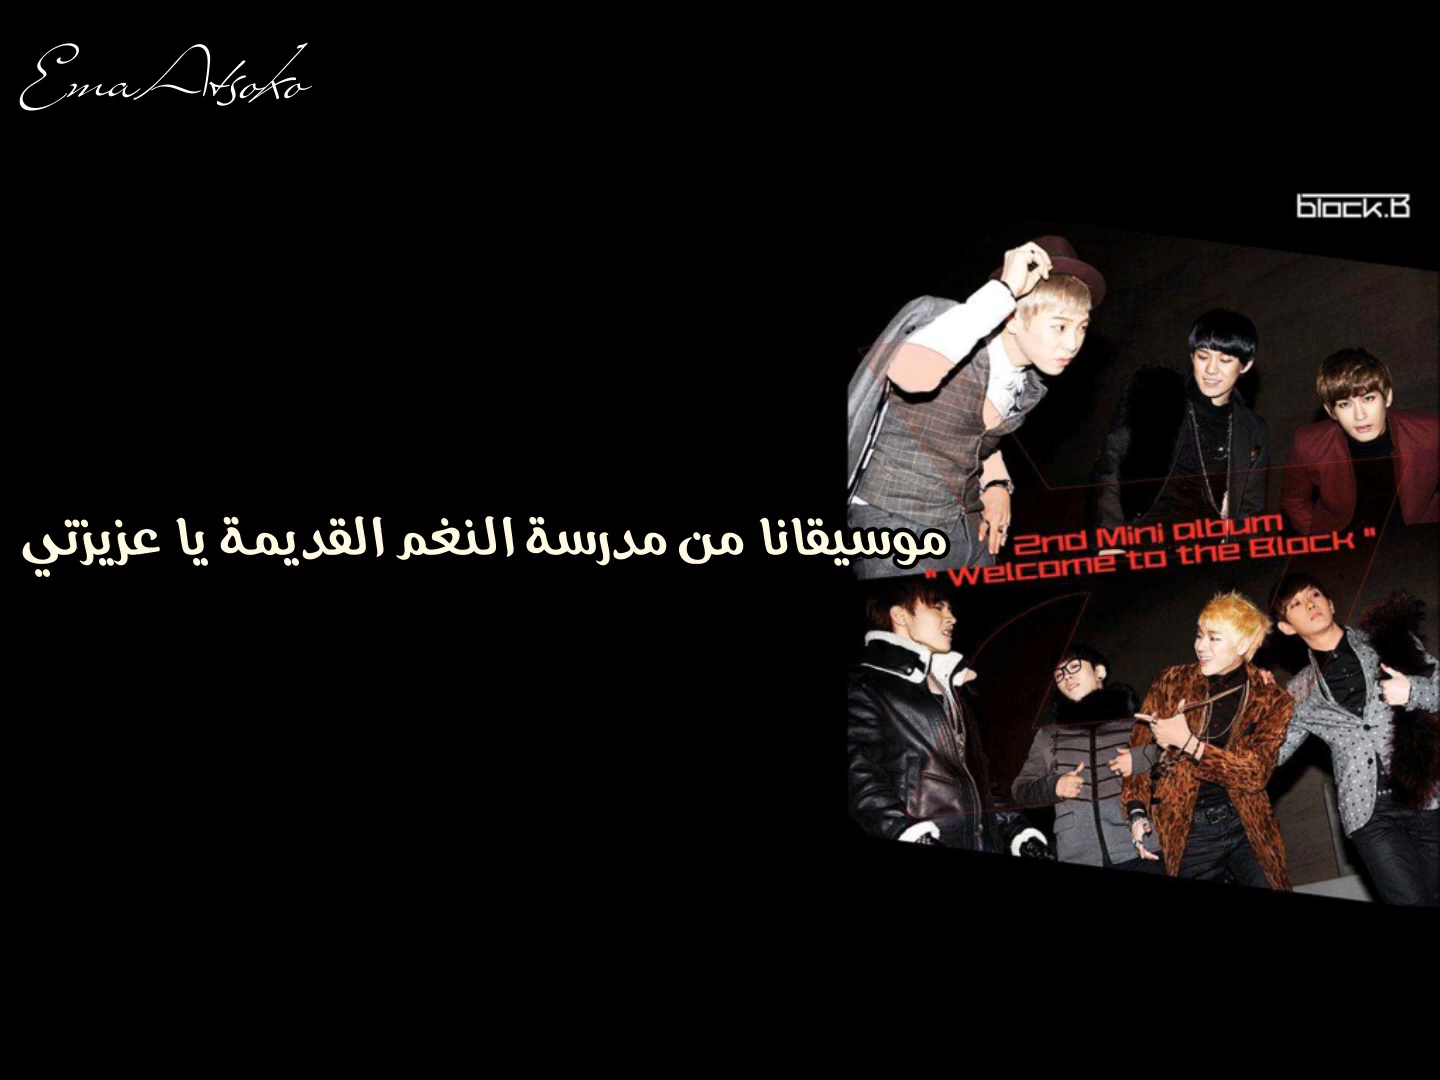 EmaAtsoko
block.B
موسيقانا من مدرسة النغم القديمة يا عزيزتي
2nd Mini album
" Welcome to the Block "